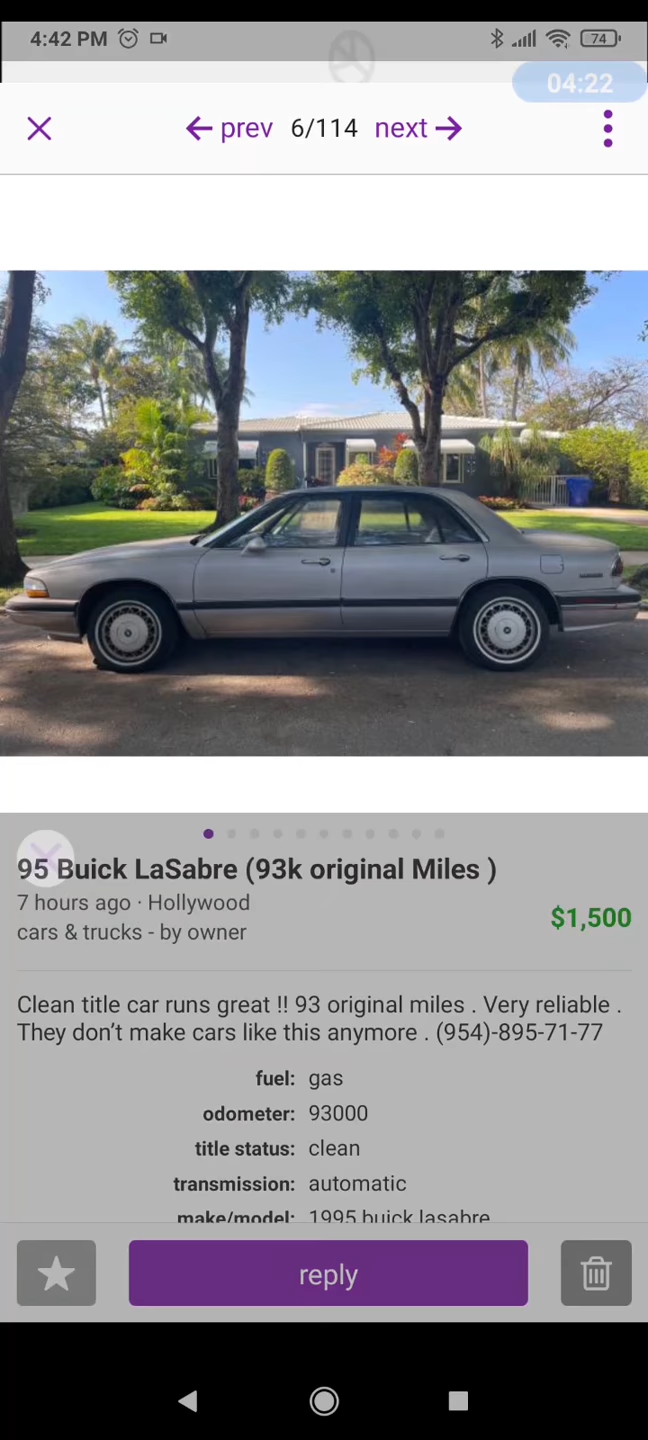 4:42 PM
74
04:22
← prev 6/114 next →
95 Buick LaSabre (93k original Miles )
7 hours ago · Hollywood
cars & trucks - by owner
$1,500
Clean title car runs great !! 93 original miles . Very reliable .
They don’t make cars like this anymore . (954)-895-71-77
fuel: gas
odometer: 93000
title status: clean
transmission: automatic
make/model: 1995 buick lasabre
reply